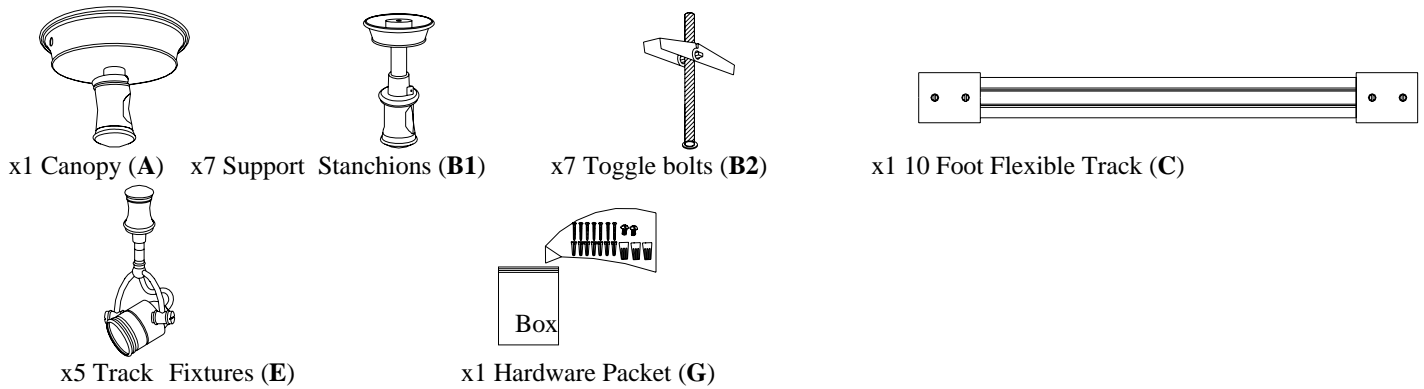 x1 Canopy (A) x7 Support Stanchions (B1) x7 Toggle bolts (B2) x1 10 Foot Flexible Track (C)
Box
x5 Track Fixtures (E) x1 Hardware Packet (G)